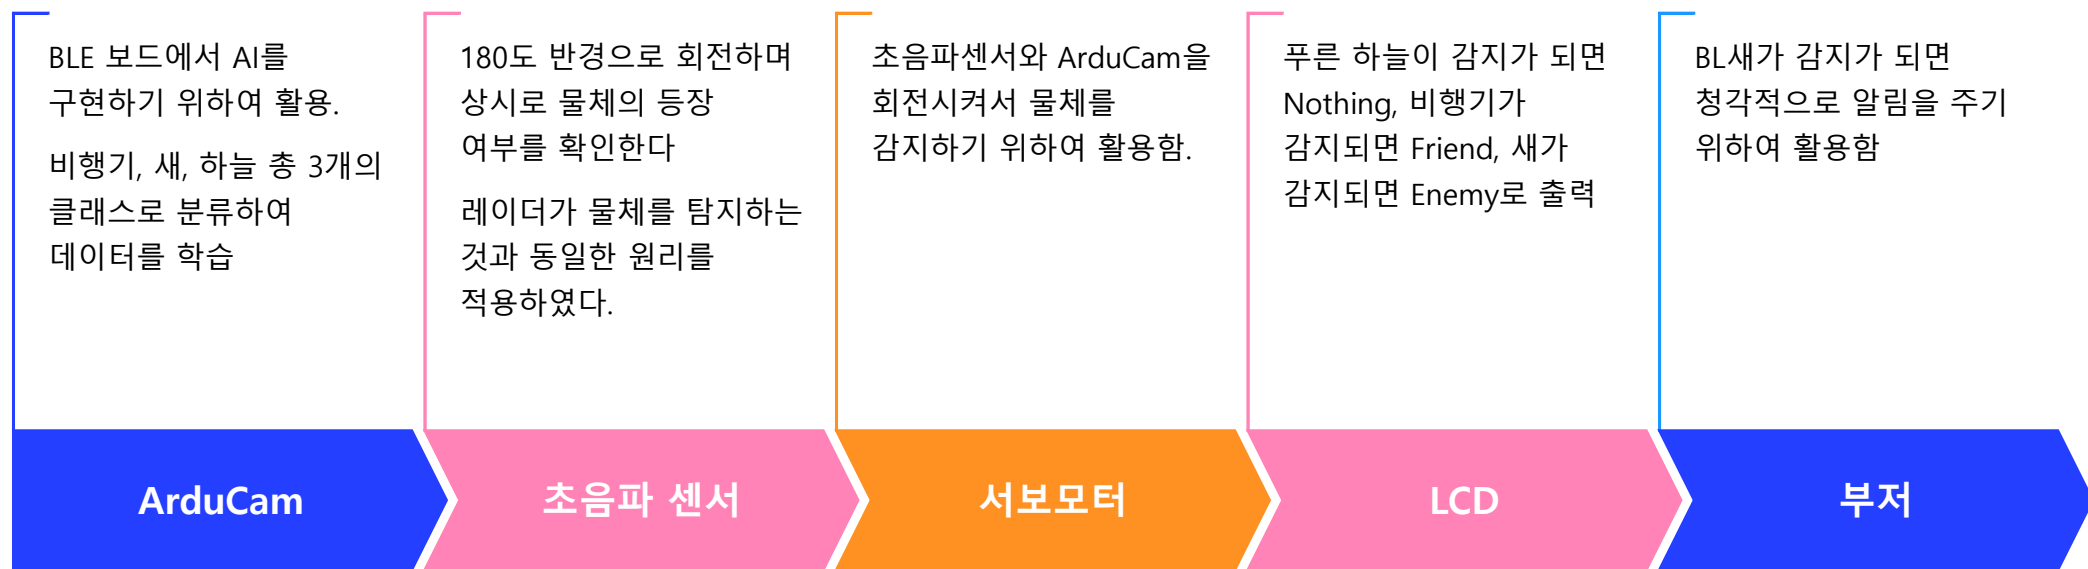 BLE 보드에서 AI를
구현하기 위하여 활용.
비행기, 새, 하늘 총 3개의
클래스로 분류하여
데이터를 학습
180도 반경으로 회전하며
상시로 물체의 등장
여부를 확인한다
레이더가 물체를 탐지하는
것과 동일한 원리를
적용하였다.
초음파센서와 ArduCam을
회전시켜서 물체를
감지하기 위하여 활용함.
푸른 하늘이 감지가 되면
Nothing, 비행기가
감지되면 Friend, 새가
감지되면 Enemy로 출력
BL새가 감지가 되면
청각적으로 알림을 주기
위하여 활용함
ArduCam
초음파 센서
서보모터
LCD
부저